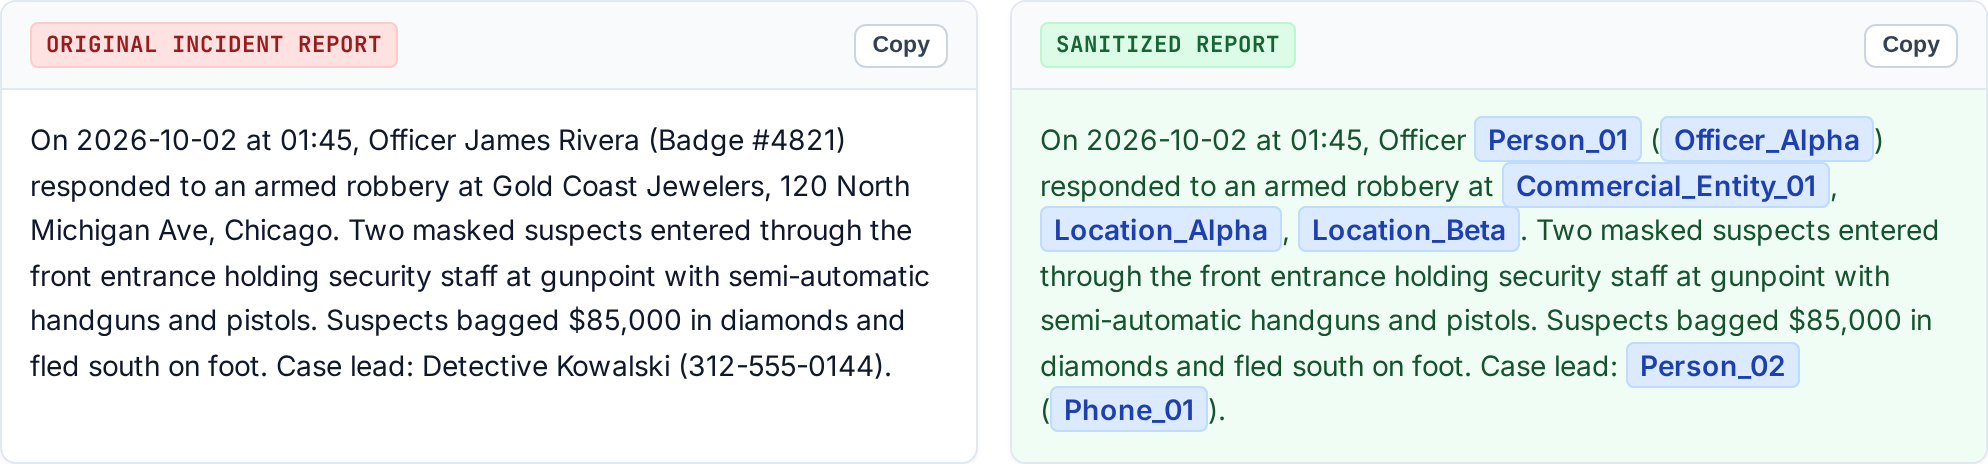 ORIGINAL INCIDENT REPORT
Copy
On 2026-10-02 at 01:45, Officer James Rivera (Badge #4821)
responded to an armed robbery at Gold Coast Jewelers, 120 North
Michigan Ave, Chicago. Two masked suspects entered through the
front entrance holding security staff at gunpoint with semi-automatic
handguns and pistols. Suspects bagged $85,000 in diamonds and
fled south on foot. Case lead: Detective Kowalski (312-555-0144).
SANITIZED REPORT
Copy
On 2026-10-02 at 01:45, Officer Person_01 (Officer_Alpha)
responded to an armed robbery at Commercial_Entity_01,
Location_Alpha, Location_Beta. Two masked suspects entered
through the front entrance holding security staff at gunpoint with
semi-automatic handguns and pistols. Suspects bagged $85,000 in
diamonds and fled south on foot. Case lead: Person_02
(Phone_01).